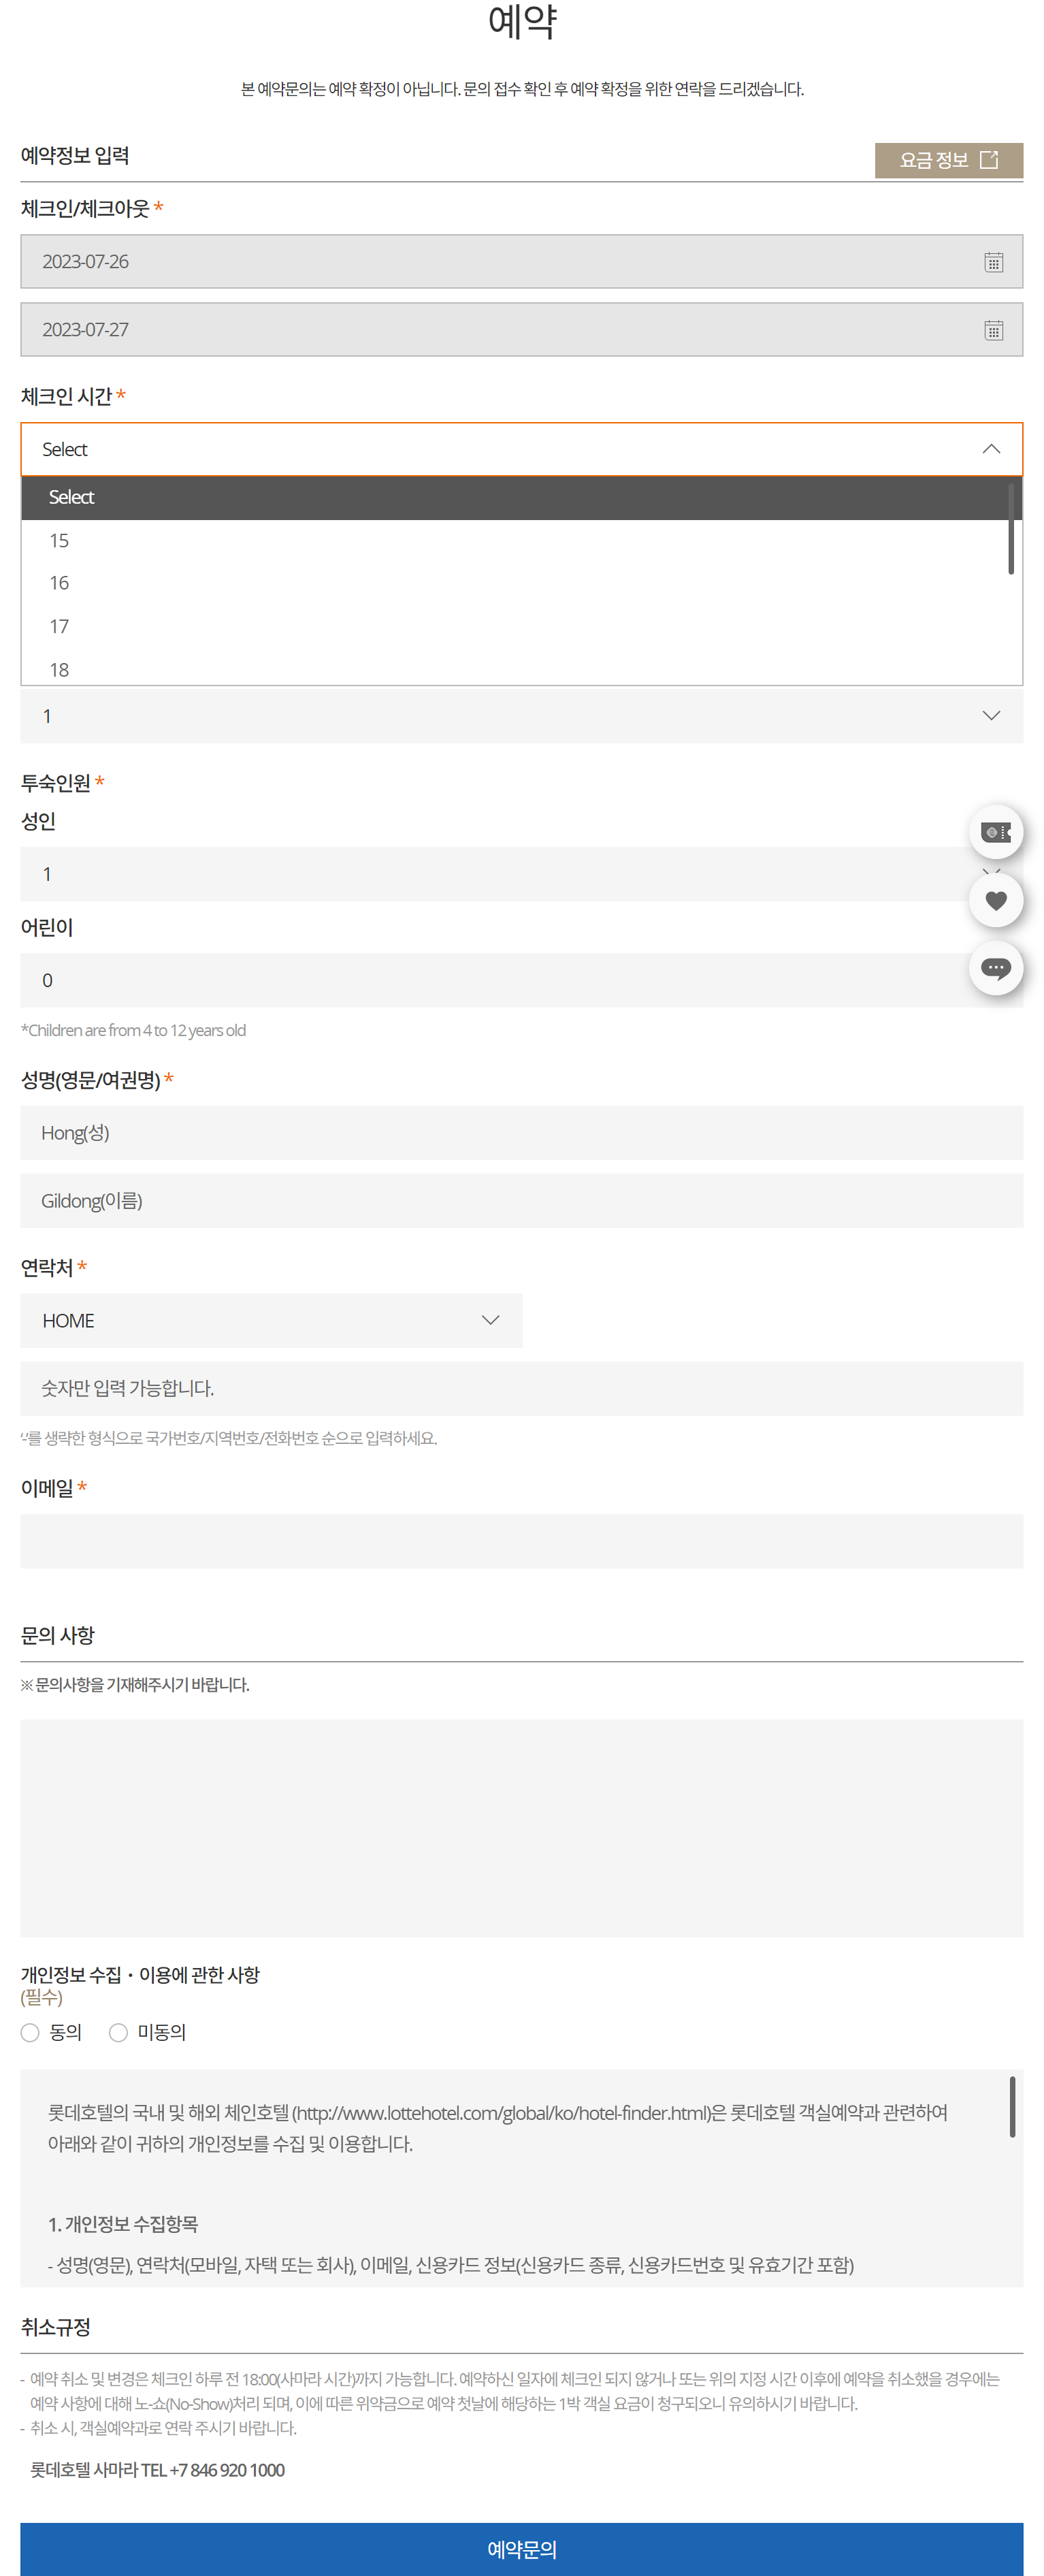 예약
본 예약문의는 예약 확정이 아닙니다. 문의 접수 확인 후 예약 확정을 위한 연락을 드리겠습니다.
예약정보 입력
요금 정보
체크인/체크아웃 *
2023-07-26
2023-07-27
체크인 시간 *
Select
Select
15
16
17
18
1
투숙인원 *
성인
1
어린이
0
*Children are from 4 to 12 years old
성명(영문/여권명) *
Hong(성)
Gildong(이름)
연락처 *
HOME
숫자만 입력 가능합니다.
‘-’를 생략한 형식으로 국가번호/지역번호/전화번호 순으로 입력하세요.
이메일 *
문의 사항
※ 문의사항을 기재해주시기 바랍니다.
개인정보 수집・이용에 관한 사항
(필수)
동의 미동의
롯데호텔의 국내 및 해외 체인호텔 (http://www.lottehotel.com/global/ko/hotel-finder.html)은 롯데호텔 객실예약과 관련하여
아래와 같이 귀하의 개인정보를 수집 및 이용합니다.
1. 개인정보 수집항목
- 성명(영문), 연락처(모바일, 자택 또는 회사), 이메일, 신용카드 정보(신용카드 종류, 신용카드번호 및 유효기간 포함)
취소규정
- 예약 취소 및 변경은 체크인 하루 전 18:00(사마라 시간)까지 가능합니다. 예약하신 일자에 체크인 되지 않거나 또는 위의 지정 시간 이후에 예약을 취소했을 경우에는
예약 사항에 대해 노-쇼(No-Show)처리 되며, 이에 따른 위약금으로 예약 첫날에 해당하는 1박 객실 요금이 청구되오니 유의하시기 바랍니다.
- 취소 시, 객실예약과로 연락 주시기 바랍니다.
롯데호텔 사마라 TEL +7 846 920 1000
예약문의